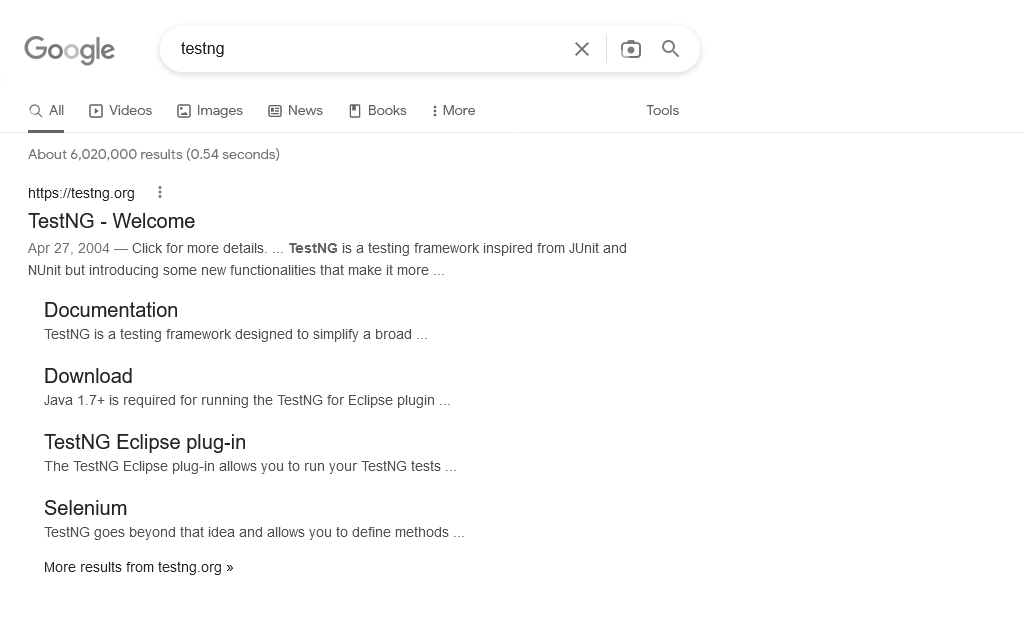 Google
testng
All Videos Images News Books More Tools
About 6,020,000 results (0.54 seconds)
https://testng.org
TestNG - Welcome
Apr 27, 2004 — Click for more details. ... TestNG is a testing framework inspired from JUnit and
NUnit but introducing some new functionalities that make it more ...
Documentation
TestNG is a testing framework designed to simplify a broad ...
Download
Java 1.7+ is required for running the TestNG for Eclipse plugin ...
TestNG Eclipse plug-in
The TestNG Eclipse plug-in allows you to run your TestNG tests ...
Selenium
TestNG goes beyond that idea and allows you to define methods ...
More results from testng.org »